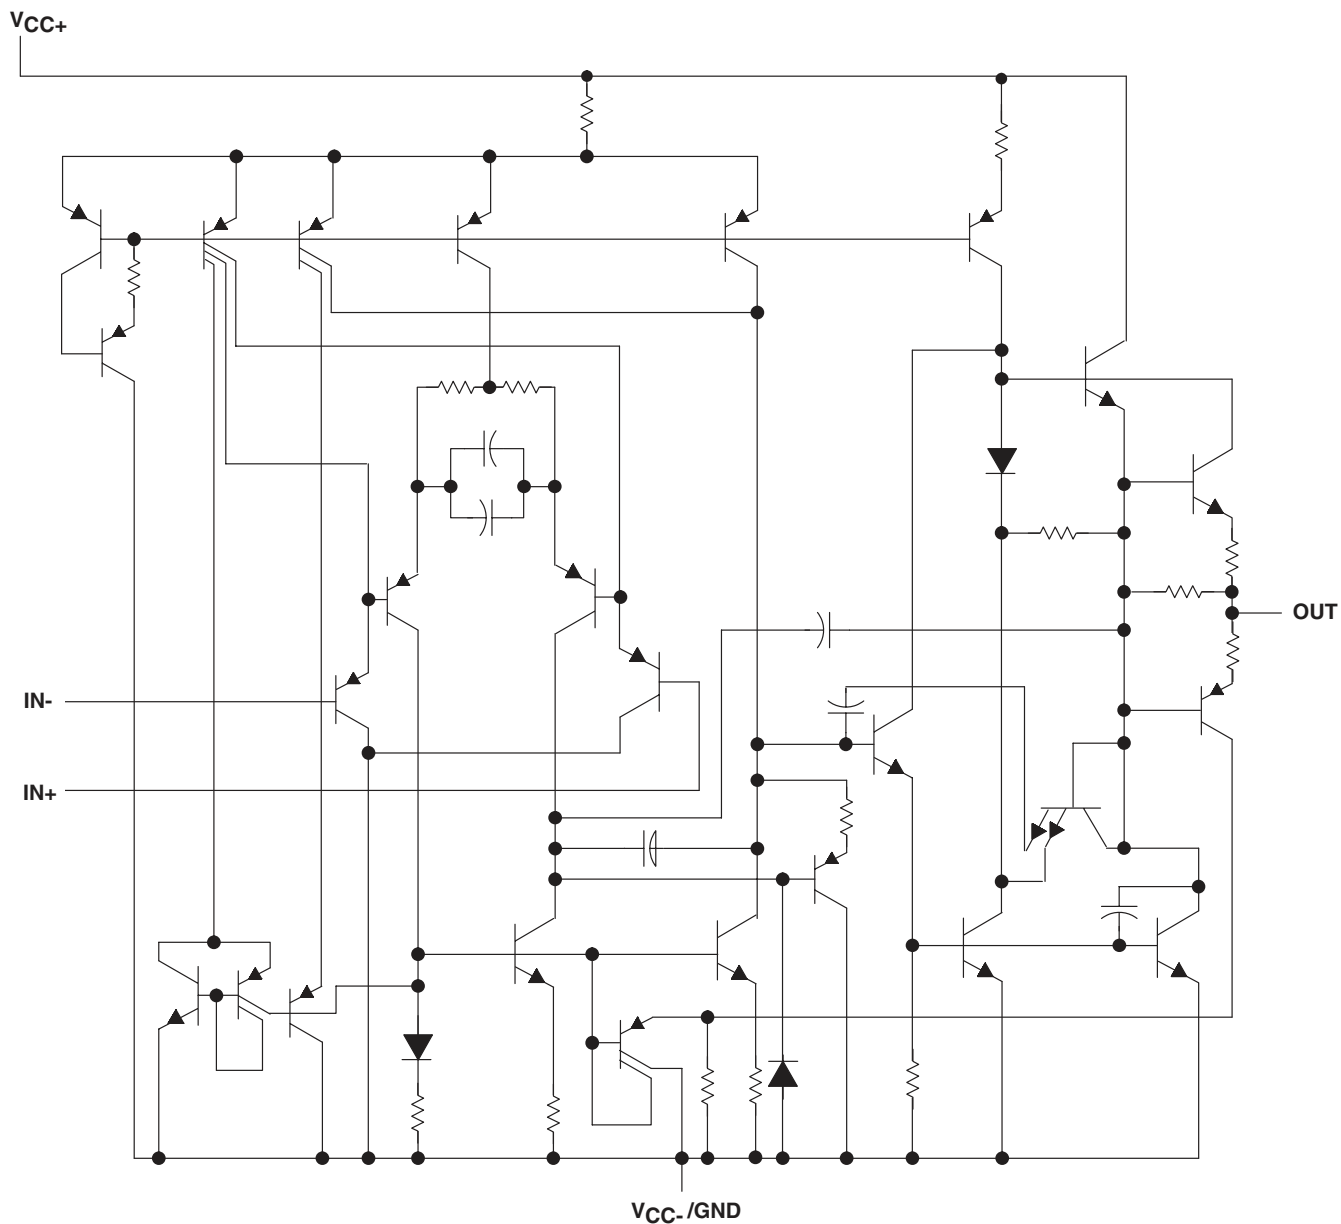 VCC+
IN-
IN+
OUT
VCC- /GND